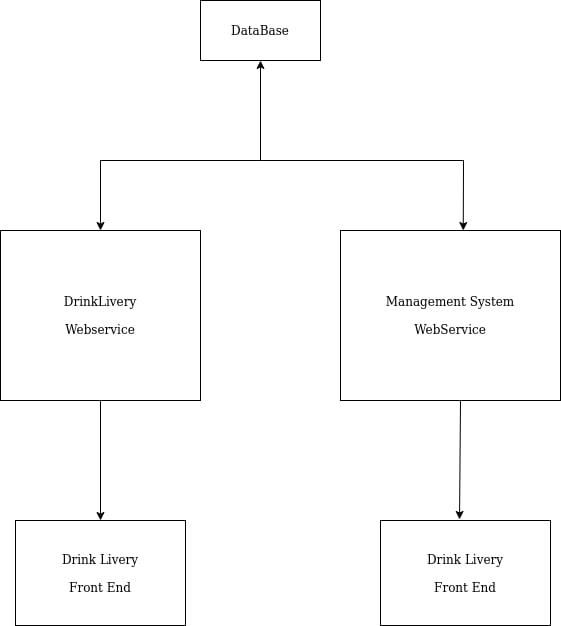 DataBase
DrinkLivery
Webservice
Management System
WebService
Drink Livery
Front End
Drink Livery
Front End